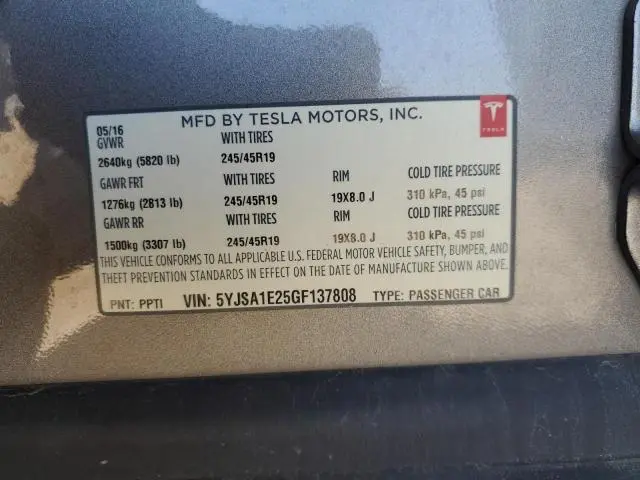 MFD BY TESLA MOTORS, INC.
TESLA
05/16
GVWR WITH TIRES
2640kg (5820 lb) 245/45R19
GAWR FRT WITH TIRES RIM COLD TIRE PRESSURE
1276kg (2813 lb) 245/45R19 19X8.0 J 310 kPa, 45 psi
GAWR RR WITH TIRES RIM COLD TIRE PRESSURE
1500kg (3307 lb) 245/45R19 19X8.0 J 310 kPa, 45 psi
THIS VEHICLE CONFORMS TO ALL APPLICABLE U.S. FEDERAL MOTOR VEHICLE SAFETY, BUMPER, AND
THEFT PREVENTION STANDARDS IN EFFECT ON THE DATE OF MANUFACTURE SHOWN ABOVE.
PNT: PPTI VIN: 5YJSA1E25GF137808 TYPE: PASSENGER CAR